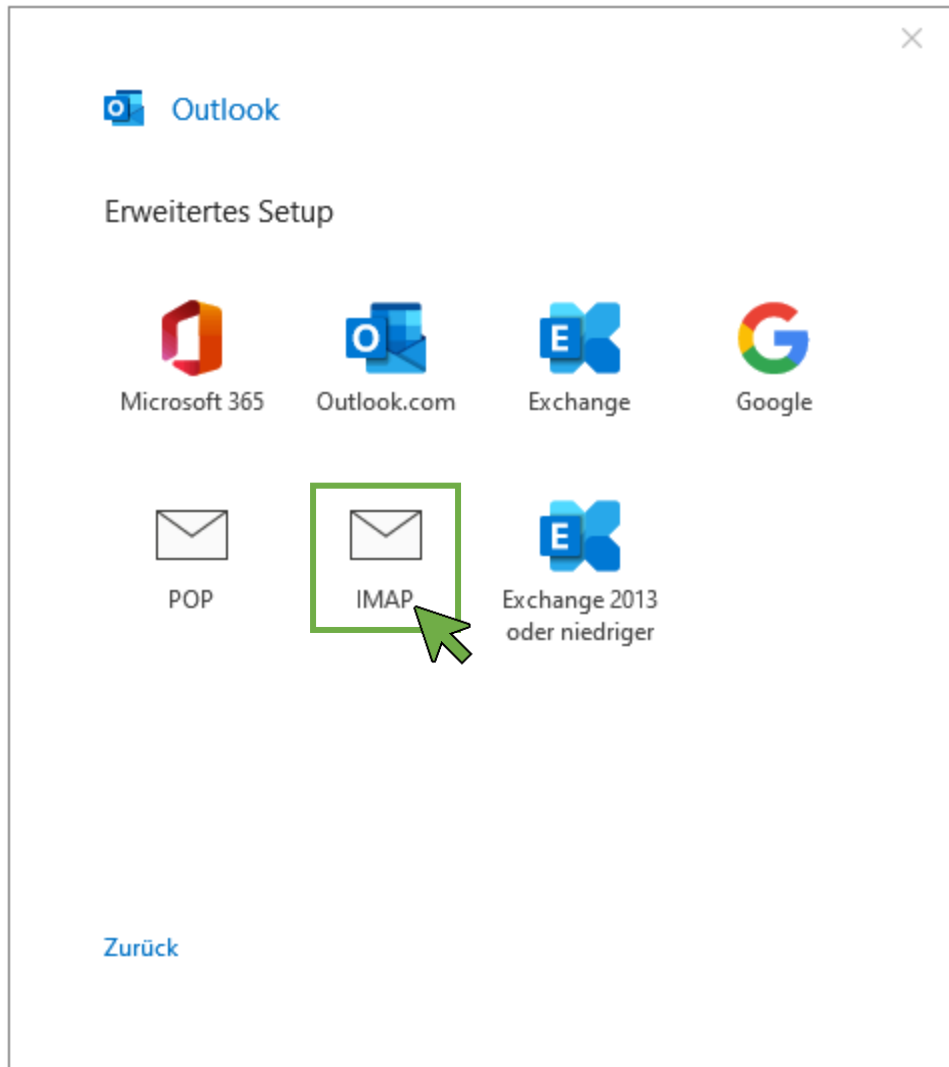 Outlook
Erweitertes Setup
Microsoft 365
Outlook.com
Exchange
Google
POP
IMAP
Exchange 2013
oder niedriger
Zurück